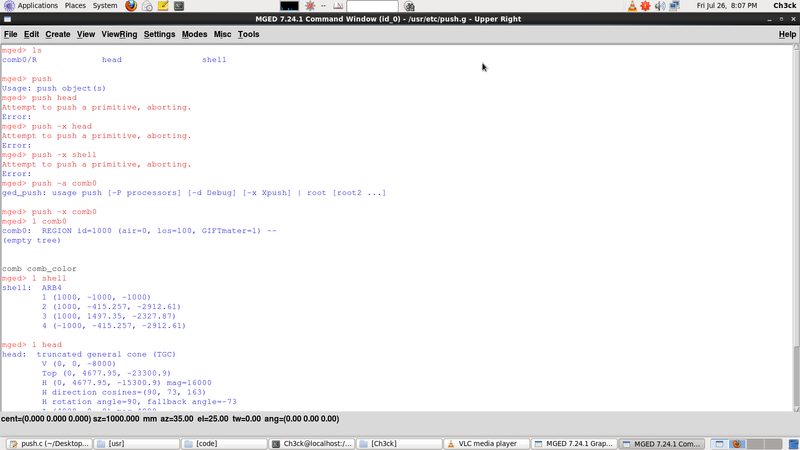 Applications Places System -- Fri Jul 26, 8:07 PM Ch3ck
MGED 7.24.1 Command Window (id_0) - /usr/etc/push.g - Upper Right
File Edit Create View ViewRing Settings Modes Misc Tools Help
mged> ls
comb0/R head shell
mged> push
Usage: push object(s)
mged> push head
Attempt to push a primitive, aborting.
Error:
mged> push -x head
Attempt to push a primitive, aborting.
Error:
mged> push -x shell
Attempt to push a primitive, aborting.
Error:
mged> push -a comb0
ged_push: usage push [-P processors] [-d Debug] [-x Xpush] | root [root2 ...]
mged> push -x comb0
mged> l comb0
comb0: REGION id=1000 (air=0, los=100, GIFTmater=1) --
(empty tree)
comb comb_color
mged> l shell
shell: ARB4
1 (1000, -1000, -1000)
2 (1000, -415.257, -2912.61)
3 (1000, 1497.35, -2327.87)
4 (-1000, -415.257, -2912.61)
mged> l head
head: truncated general cone (TGC)
V (0, 0, -8000)
Top (0, 4677.95, -23300.9)
H (0, 4677.95, -15300.9) mag=16000
H direction cosines=(90, 73, 163)
H rotation angle=90, fallback angle=-73
cent=(0.000 0.000 0.000) sz=1000.000 mm az=35.00 el=25.00 tw=0.00 ang=(0.00 0.00 0.00)
push.c (~/Desktop... [usr] [code] Ch3ck@localhost:/... [Ch3ck] VLC media player MGED 7.24.1 Grap... MGED 7.24.1 Com...